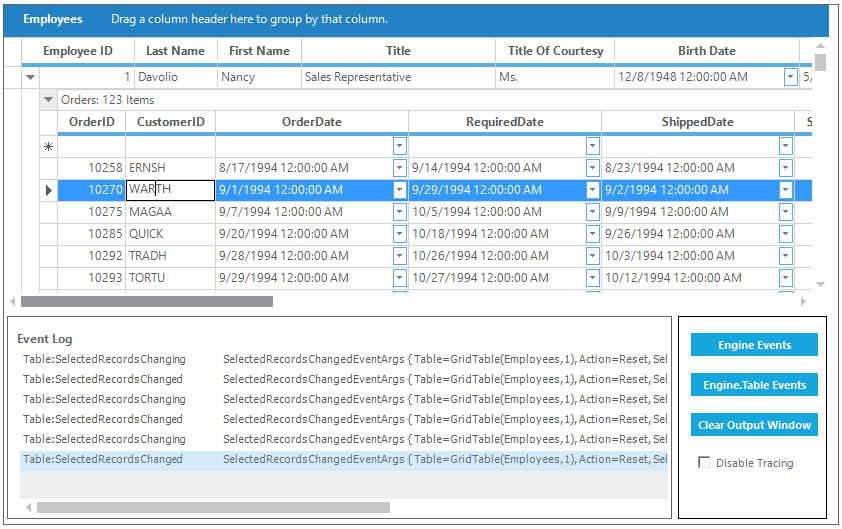 Employees Drag a column header here to group by that column.
Employee ID Last Name First Name Title Title Of Courtesy Birth Date
1 Davolio Nancy Sales Representative Ms. 12/8/1948 12:00:00 AM 5/
Orders: 123 Items
OrderID CustomerID OrderDate RequiredDate ShippedDate S
10258 ERNSH 8/17/1994 12:00:00 AM 9/14/1994 12:00:00 AM 8/23/1994 12:00:00 AM
10270 WARTH 9/1/1994 12:00:00 AM 9/29/1994 12:00:00 AM 9/2/1994 12:00:00 AM
10275 MAGAA 9/7/1994 12:00:00 AM 10/5/1994 12:00:00 AM 9/9/1994 12:00:00 AM
10285 QUICK 9/20/1994 12:00:00 AM 10/18/1994 12:00:00 AM 9/26/1994 12:00:00 AM
10292 TRADH 9/28/1994 12:00:00 AM 10/26/1994 12:00:00 AM 10/3/1994 12:00:00 AM
10293 TORTU 9/29/1994 12:00:00 AM 10/27/1994 12:00:00 AM 10/12/1994 12:00:00 AM
Event Log
Table:SelectedRecordsChanging SelectedRecordsChangedEventArgs { Table=GridTable(Employees,1), Action=Reset, Sel
Table:SelectedRecordsChanged SelectedRecordsChangedEventArgs { Table=GridTable(Employees,1), Action=Reset, Sel
Table:SelectedRecordsChanging SelectedRecordsChangedEventArgs { Table=GridTable(Employees,1), Action=Reset, Sel
Table:SelectedRecordsChanged SelectedRecordsChangedEventArgs { Table=GridTable(Employees,1), Action=Reset, Sel
Table:SelectedRecordsChanging SelectedRecordsChangedEventArgs { Table=GridTable(Employees,1), Action=Reset, Sel
Table:SelectedRecordsChanged SelectedRecordsChangedEventArgs { Table=GridTable(Employees,1), Action=Reset, Sel
Engine Events
Engine.Table Events
Clear Output Window
Disable Tracing